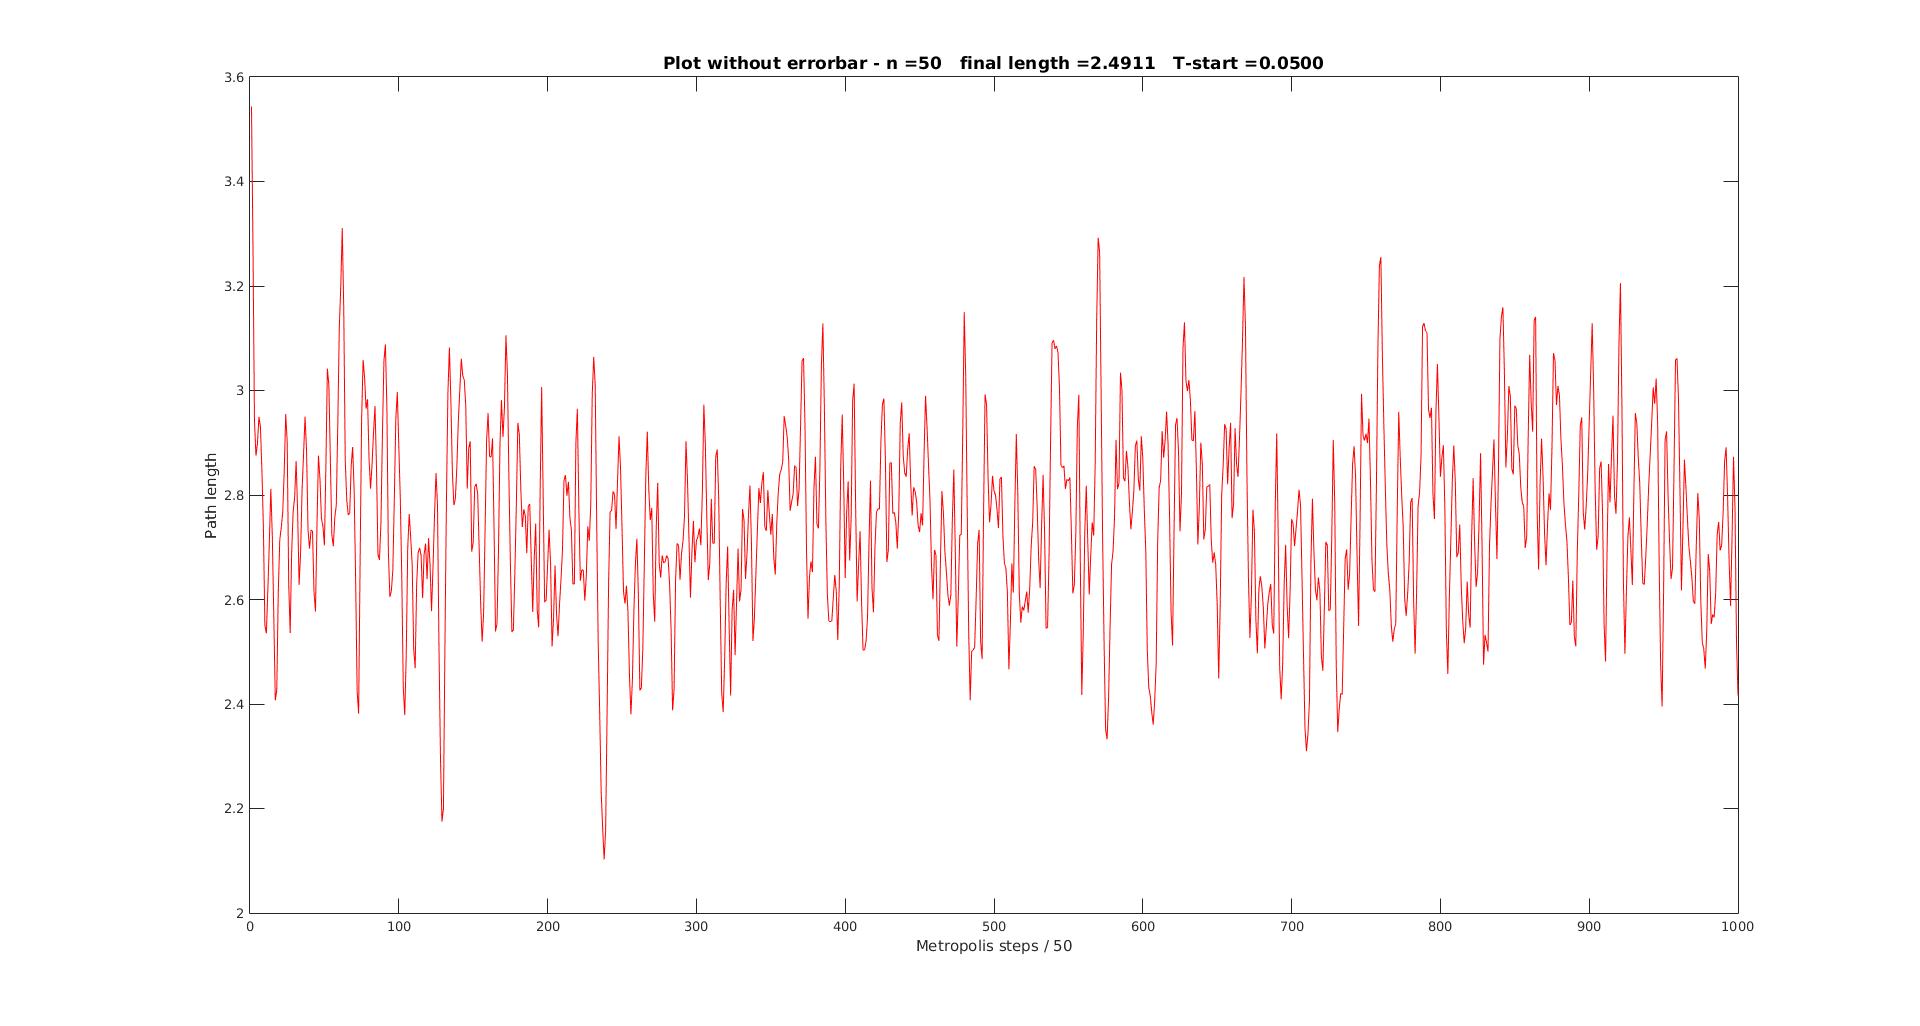 Plot without errorbar - n =50   final length =2.4911   T-start =0.0500
3.6
3.4
3.2
3
2.8
2.6
2.4
2.2
2
Path length
0 100 200 300 400 500 600 700 800 900 1000
Metropolis steps / 50